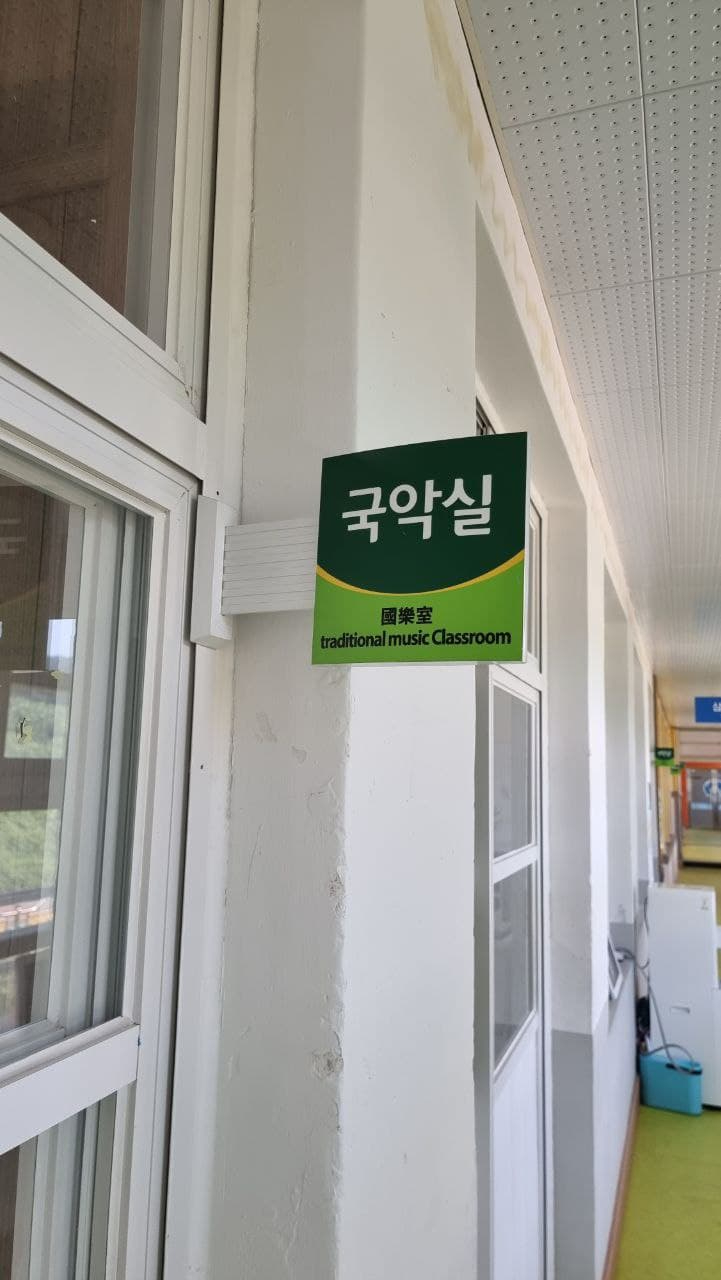 국악실
國樂室
traditional music Classroom